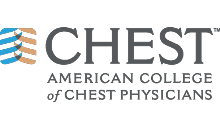 CHEST™
AMERICAN COLLEGE
of CHEST PHYSICIANS